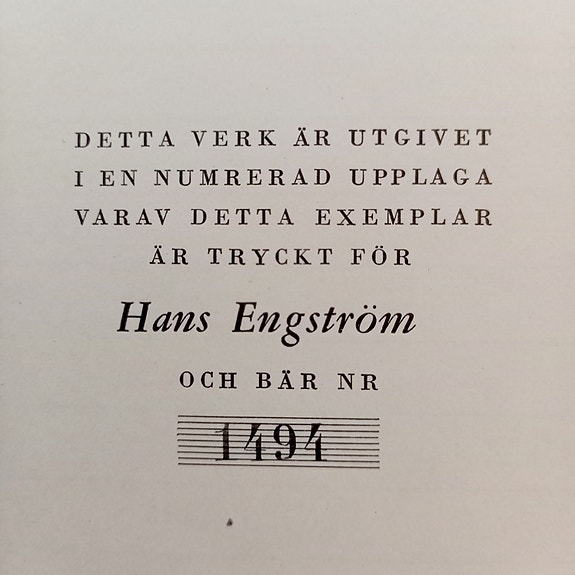 DETTA VERK ÄR UTGIVET
I EN NUMRERAD UPPLAGA
VARAV DETTA EXEMPLAR
ÄR TRYCKT FÖR
Hans Engström
OCH BÄR NR
1494